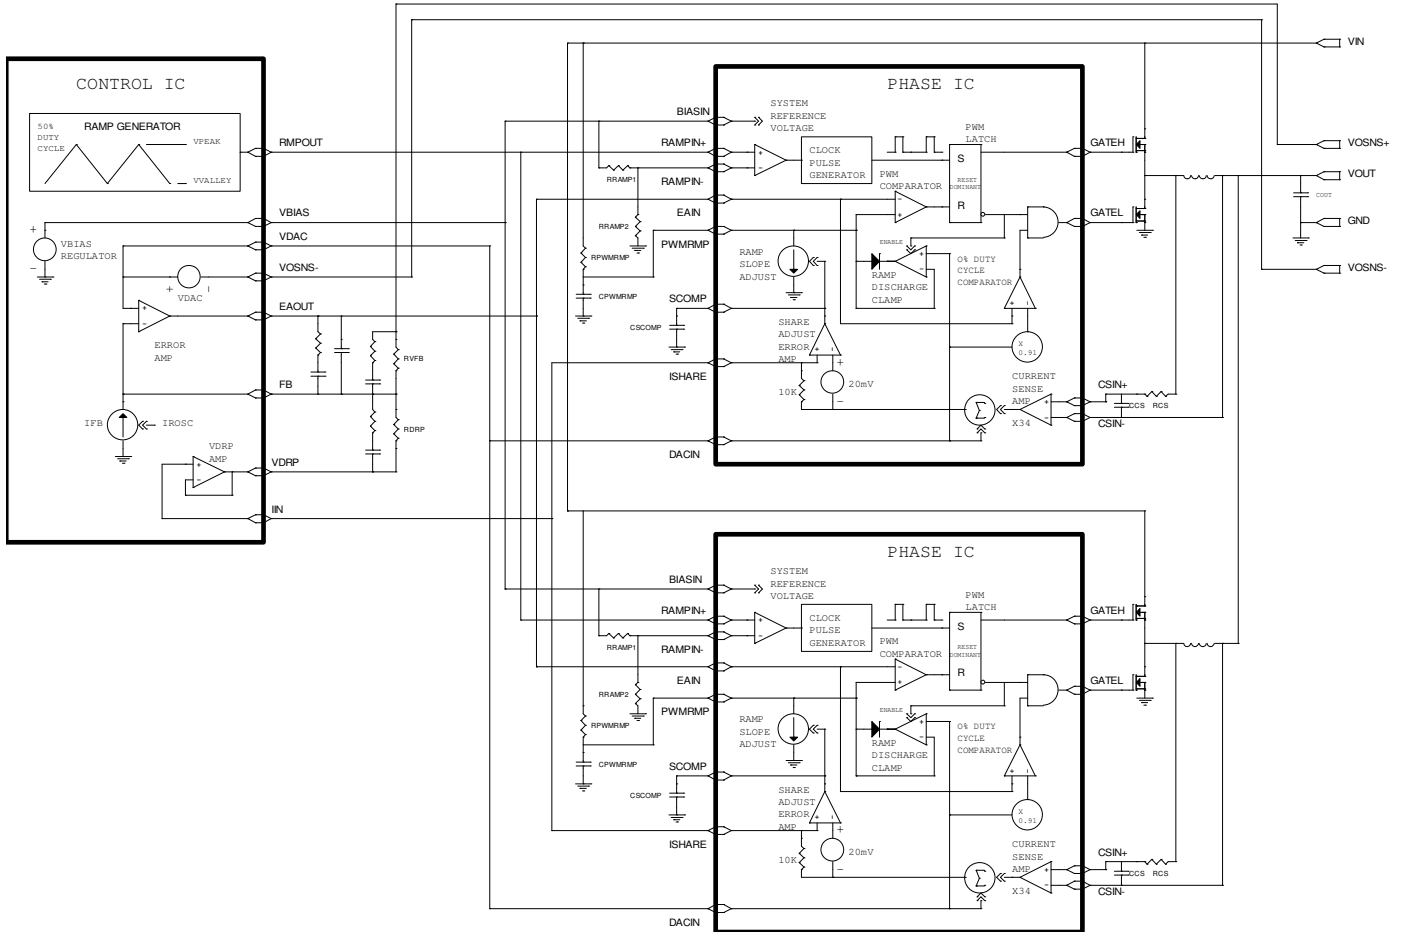 VIN
CONTROL IC
50%
DUTY
CYCLE
RAMP GENERATOR
VPEAK
VVALLEY
RMPOUT
VBIAS
VBIAS
REGULATOR
+
−
VDAC
VOSNS-
+
−
VDAC
EAOUT
+
−
ERROR
AMP
RVFB
FB
IFB
IROSC
RDRP
VDRP
AMP
+
−
VDRP
IIN
PHASE IC
BIASIN
SYSTEM
REFERENCE
VOLTAGE
RAMPIN+
+
−
CLOCK
PULSE
GENERATOR
PWM
LATCH
S
RESET
DOMINANT
R
GATEH
RRAMP1
RAMPIN-
PWM
COMPARATOR
−
+
EAIN
GATEL
RRAMP2
PWMRMP
RPWMRMP
CPWMRMP
RAMP
SLOPE
ADJUST
ENABLE
+
−
RAMP
DISCHARGE
CLAMP
0% DUTY
CYCLE
COMPARATOR
+
−
SCOMP
CSCOMP
SHARE
ADJUST
ERROR
AMP
+
−
X
0.91
ISHARE
10K
+
−
20mV
CURRENT
SENSE
AMP
X34
+
−
Σ
CSIN+
CCS
RCS
CSIN-
DACIN
VOSNS+
VOUT
COUT
GND
VOSNS-
PHASE IC
BIASIN
SYSTEM
REFERENCE
VOLTAGE
RAMPIN+
+
−
CLOCK
PULSE
GENERATOR
PWM
LATCH
S
RESET
DOMINANT
R
GATEH
RRAMP1
RAMPIN-
PWM
COMPARATOR
−
+
EAIN
GATEL
RRAMP2
PWMRMP
RPWMRMP
CPWMRMP
RAMP
SLOPE
ADJUST
ENABLE
+
−
RAMP
DISCHARGE
CLAMP
0% DUTY
CYCLE
COMPARATOR
+
−
SCOMP
CSCOMP
SHARE
ADJUST
ERROR
AMP
+
−
X
0.91
ISHARE
10K
+
−
20mV
CURRENT
SENSE
AMP
X34
+
−
Σ
CSIN+
CCS
RCS
CSIN-
DACIN